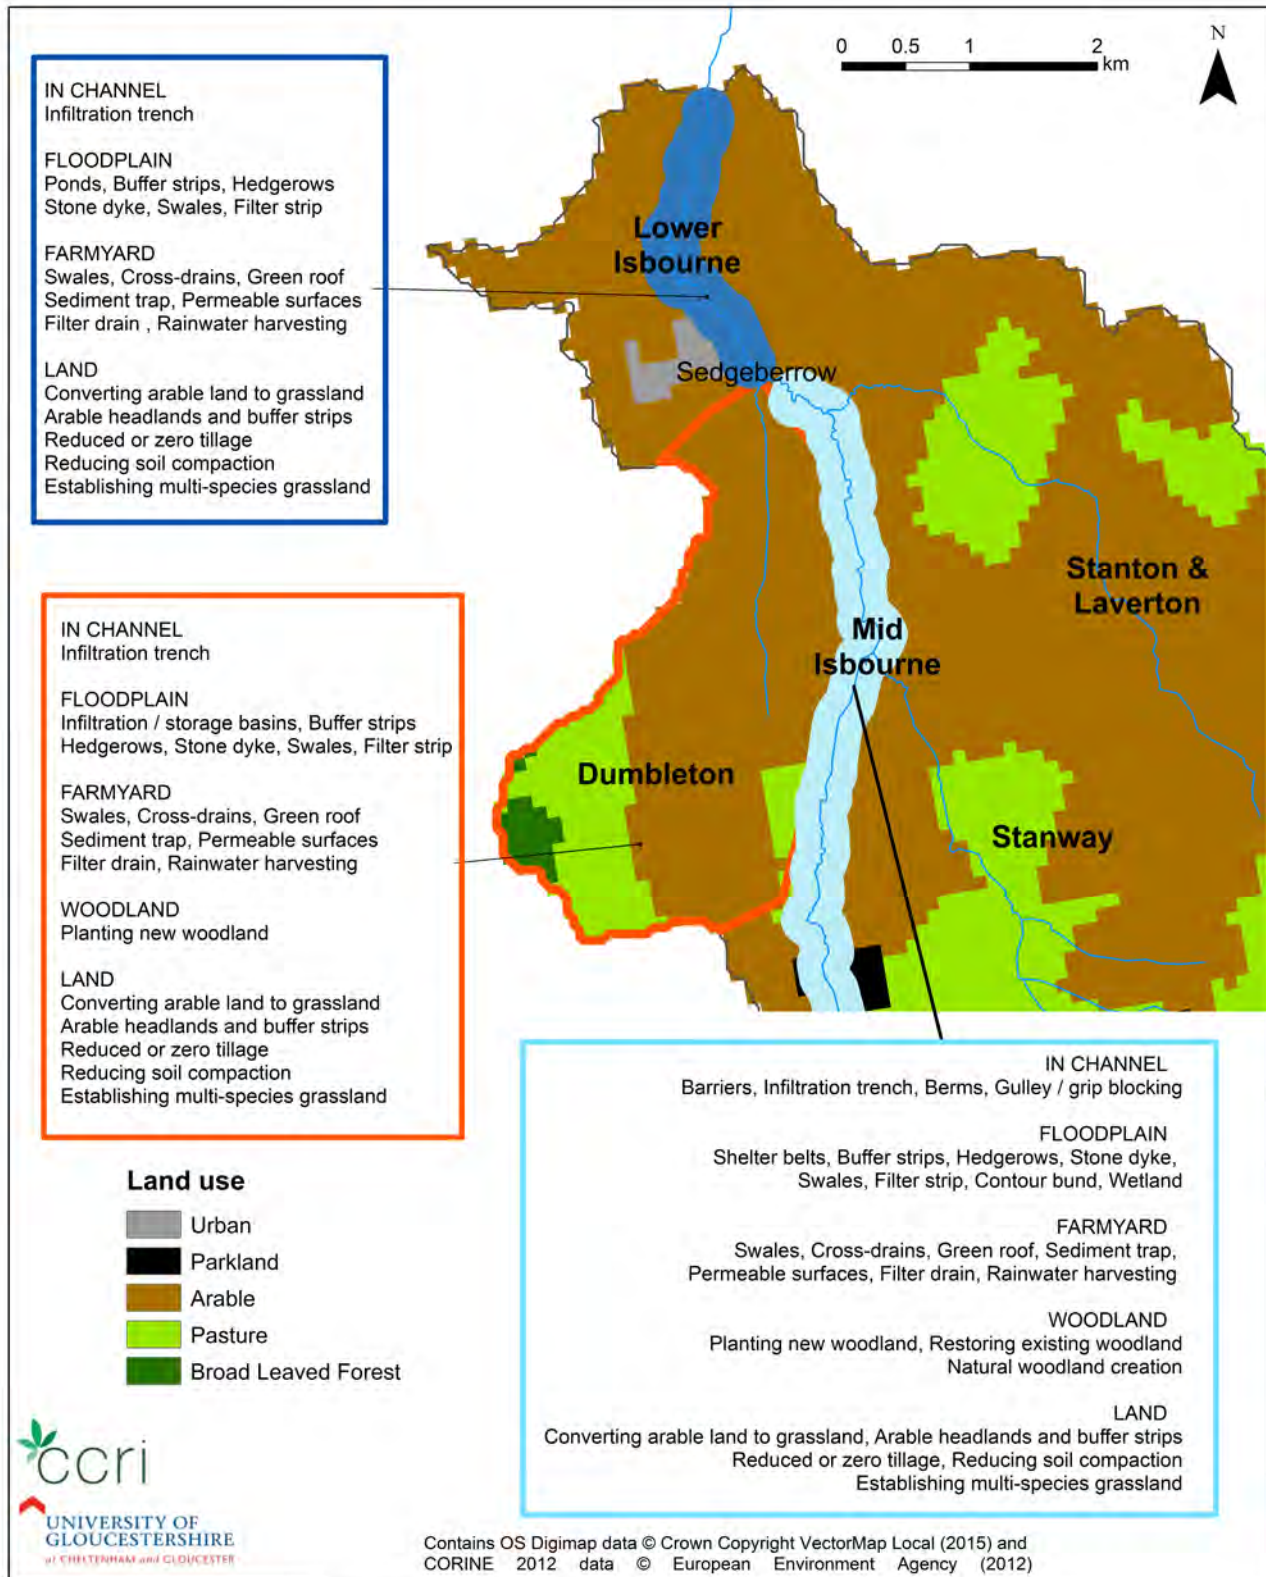 N
0 0.5 1 2
km
IN CHANNEL
Infiltration trench
FLOODPLAIN
Ponds, Buffer strips, Hedgerows
Stone dyke, Swales, Filter strip
FARMYARD
Swales, Cross-drains, Green roof
Sediment trap, Permeable surfaces
Filter drain , Rainwater harvesting
LAND
Converting arable land to grassland
Arable headlands and buffer strips
Reduced or zero tillage
Reducing soil compaction
Establishing multi-species grassland
Lower
Isbourne
Sedgeberrow
Stanton &
Laverton
Mid
Isbourne
Dumbleton
Stanway
IN CHANNEL
Infiltration trench
FLOODPLAIN
Infiltration / storage basins, Buffer strips
Hedgerows, Stone dyke, Swales, Filter strip
FARMYARD
Swales, Cross-drains, Green roof
Sediment trap, Permeable surfaces
Filter drain, Rainwater harvesting
WOODLAND
Planting new woodland
LAND
Converting arable land to grassland
Arable headlands and buffer strips
Reduced or zero tillage
Reducing soil compaction
Establishing multi-species grassland
IN CHANNEL
Barriers, Infiltration trench, Berms, Gulley / grip blocking
FLOODPLAIN
Shelter belts, Buffer strips, Hedgerows, Stone dyke,
Swales, Filter strip, Contour bund, Wetland
FARMYARD
Swales, Cross-drains, Green roof, Sediment trap,
Permeable surfaces, Filter drain, Rainwater harvesting
WOODLAND
Planting new woodland, Restoring existing woodland
Natural woodland creation
LAND
Converting arable land to grassland, Arable headlands and buffer strips
Reduced or zero tillage, Reducing soil compaction
Establishing multi-species grassland
Land use
Urban
Parkland
Arable
Pasture
Broad Leaved Forest
ccri
UNIVERSITY OF
GLOUCESTERSHIRE
at CHELTENHAM and GLOUCESTER
Contains OS Digimap data © Crown Copyright VectorMap Local (2015) and
CORINE 2012 data © European Environment Agency (2012)